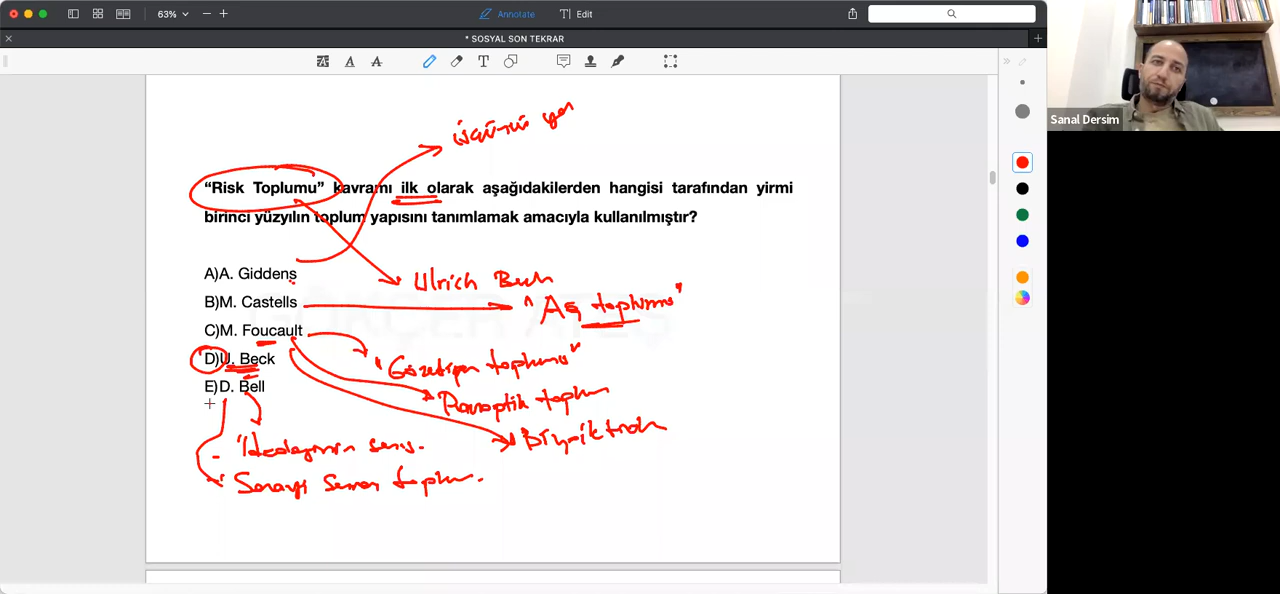 63%
Annotate
Edit
* SOSYAL SON TEKRAR
Sanal Dersim
“Risk Toplumu” kavramı ilk olarak aşağıdakilerden hangisi tarafından yirmi
birinci yüzyılın toplum yapısını tanımlamak amacıyla kullanılmıştır?
A)A. Giddens
Ulrich Beck
B)M. Castells
"Ağ toplumu"
C)M. Foucault
"Gözetim toplumu"
D)U. Beck
Panoptik toplum
E)D. Bell
Biyoiktidar
"İdeolojinin sonu.
Sanayi sonrası toplum.